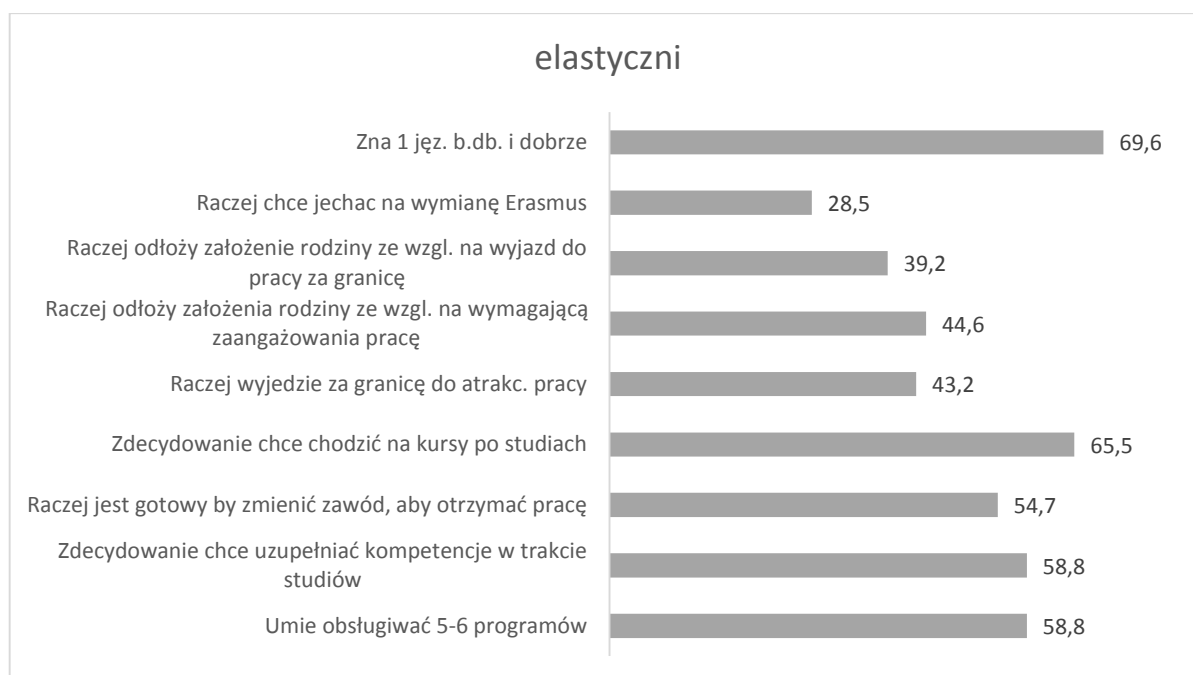 elastyczni
Zna 1 jęz. b.db. i dobrze
69,6
Raczej chce jechac na wymianę Erasmus
28,5
Raczej odłoży założenie rodziny ze wzgl. na wyjazd do
pracy za granicę
39,2
Raczej odłoży założenia rodziny ze wzgl. na wymagającą
zaangażowania pracę
44,6
Raczej wyjedzie za granicę do atrakc. pracy
43,2
Zdecydowanie chce chodzić na kursy po studiach
65,5
Raczej jest gotowy by zmienić zawód, aby otrzymać pracę
54,7
Zdecydowanie chce uzupełniać kompetencje w trakcie
studiów
58,8
Umie obsługiwać 5-6 programów
58,8